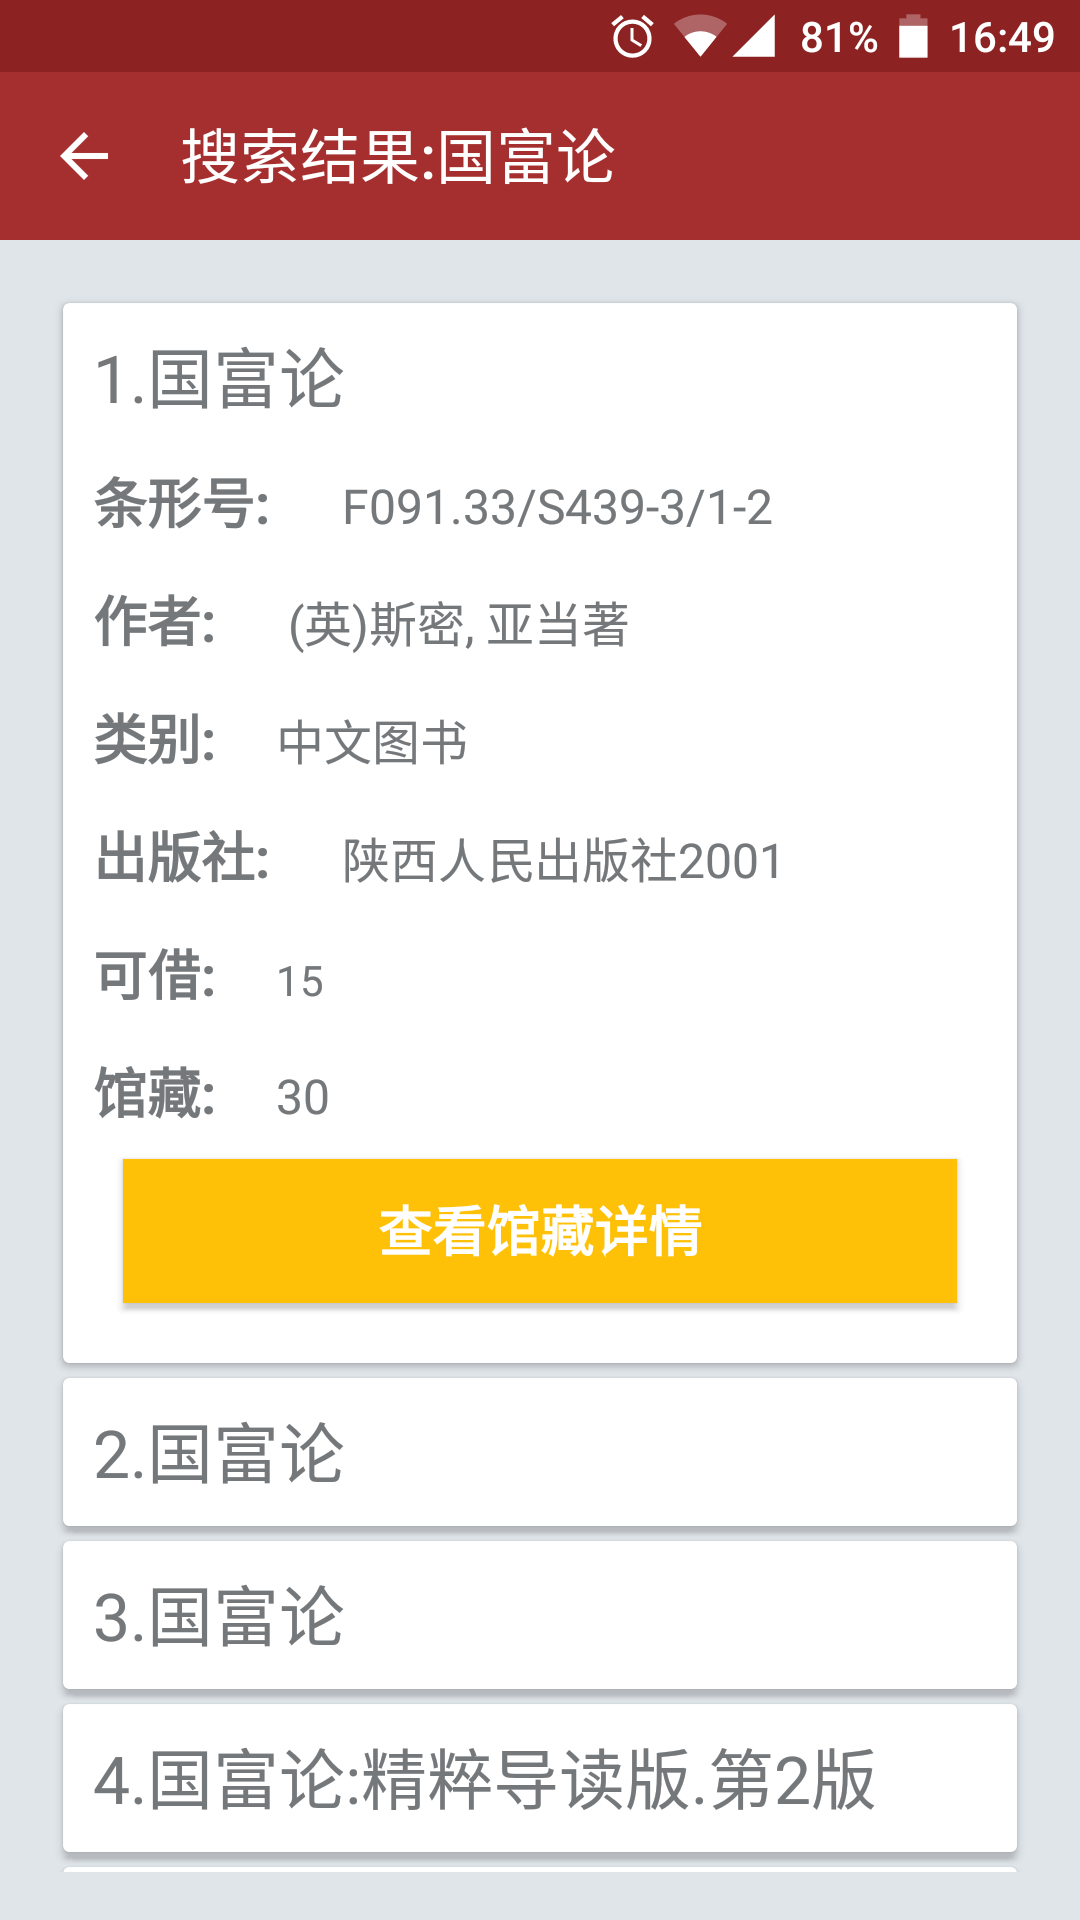 81% 16:49
搜索结果:国富论
1.国富论
条形号: F091.33/S439-3/1-2
作者: (英)斯密, 亚当著
类别: 中文图书
出版社: 陕西人民出版社2001
可借: 15
馆藏: 30
查看馆藏详情
2.国富论
3.国富论
4.国富论:精粹导读版.第2版